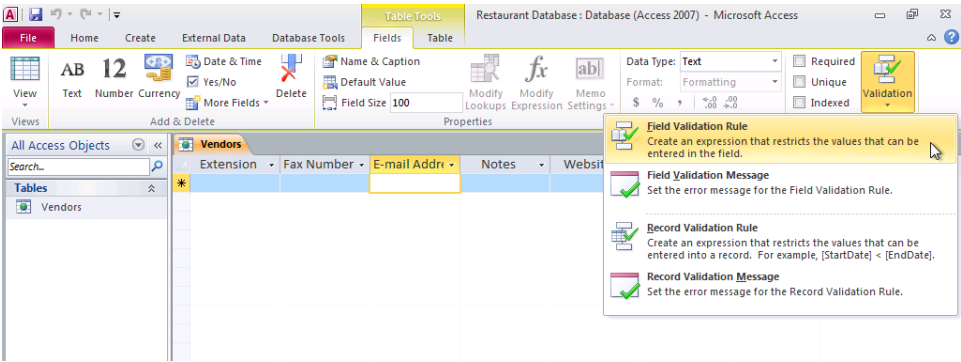 Table Tools
Restaurant Database : Database (Access 2007) - Microsoft Access
File Home Create External Data Database Tools Fields Table
View
AB Text
12 Number
Currency
Date & Time
Yes/No
More Fields
Delete
Name & Caption
Default Value
Field Size 100
Modify Lookups
fx Modify Expression
ab Memo Settings
Data Type: Text
Format: Formatting
$ % , .00 .00
Required
Unique
Indexed
Validation
Views Add & Delete Properties
All Access Objects «
Search...
Tables
Vendors
Vendors
Extension Fax Number E-mail Addre Notes Websit
*
Field Validation Rule
Create an expression that restricts the values that can be
entered in the field.
Field Validation Message
Set the error message for the Field Validation Rule.
Record Validation Rule
Create an expression that restricts the values that can be
entered into a record. For example, [StartDate] < [EndDate].
Record Validation Message
Set the error message for the Record Validation Rule.